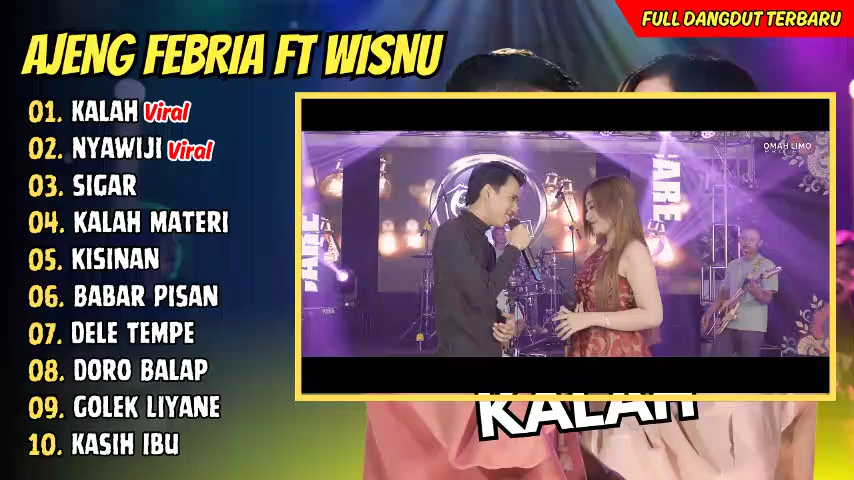 FULL DANGDUT TERBARU
AJENG FEBRIA FT WISNU
01. KALAH Viral
02. NYAWIJI Viral
03. SIGAR
04. KALAH MATERI
05. KISINAN
06. BABAR PISAN
07. DELE TEMPE
08. DORO BALAP
09. GOLEK LIYANE
10. KASIH IBU
OMAH LIMO
KALAH